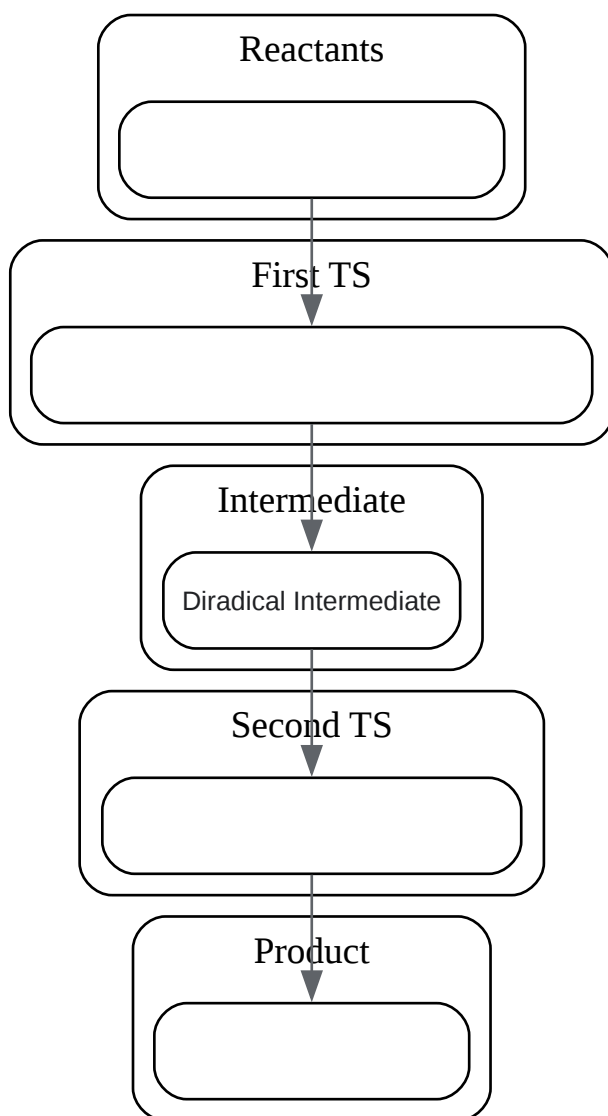 Reactants
First TS
Intermediate
Diradical Intermediate
Second TS
Product